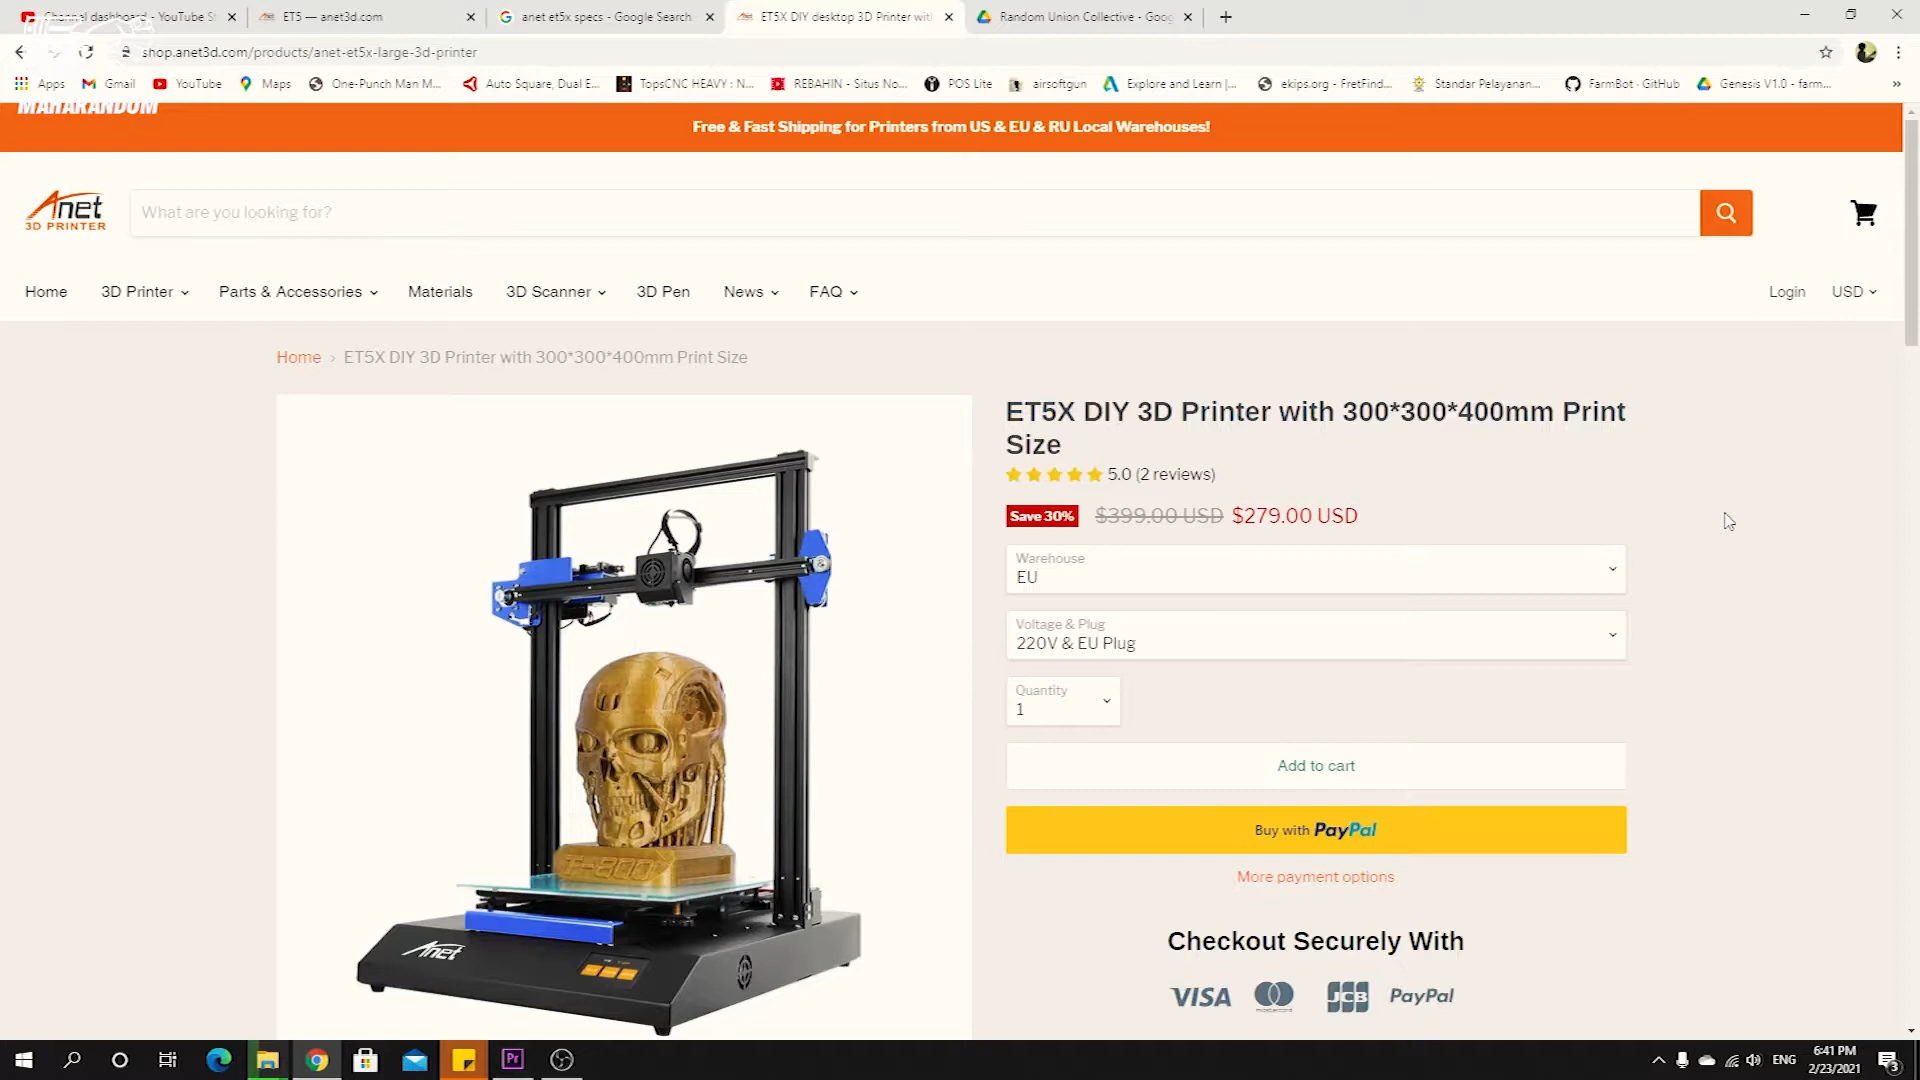 Channel dashboard - YouTube St
ET5 — anet3d.com
anet et5x specs - Google Search
ET5X DIY desktop 3D Printer with
Random Union Collective - Goog
shop.anet3d.com/products/anet-et5x-large-3d-printer
Apps
Gmail
YouTube
Maps
One-Punch Man M...
Auto Square, Dual E...
TopsCNC HEAVY : N...
REBAHIN - Situs No...
POS Lite
airsoftgun
Explore and Learn |...
ekips.org - FretFind...
Standar Pelayanan...
FarmBot · GitHub
Genesis V1.0 - farm...
MAHARANDOM
Free & Fast Shipping for Printers from US & EU & RU Local Warehouses!
Anet
3D PRINTER
What are you looking for?
Home
3D Printer
Parts & Accessories
Materials
3D Scanner
3D Pen
News
FAQ
Login
USD
Home › ET5X DIY 3D Printer with 300*300*400mm Print Size
ET5X DIY 3D Printer with 300*300*400mm Print
Size
5.0 (2 reviews)
Save 30% $399.00 USD $279.00 USD
Warehouse
EU
Voltage & Plug
220V & EU Plug
Quantity
1
Add to cart
Buy with PayPal
More payment options
Checkout Securely With
VISA
mastercard
JCB
PayPal
T-800
Anet
Pr
ENG
6:41 PM
2/23/2021
3